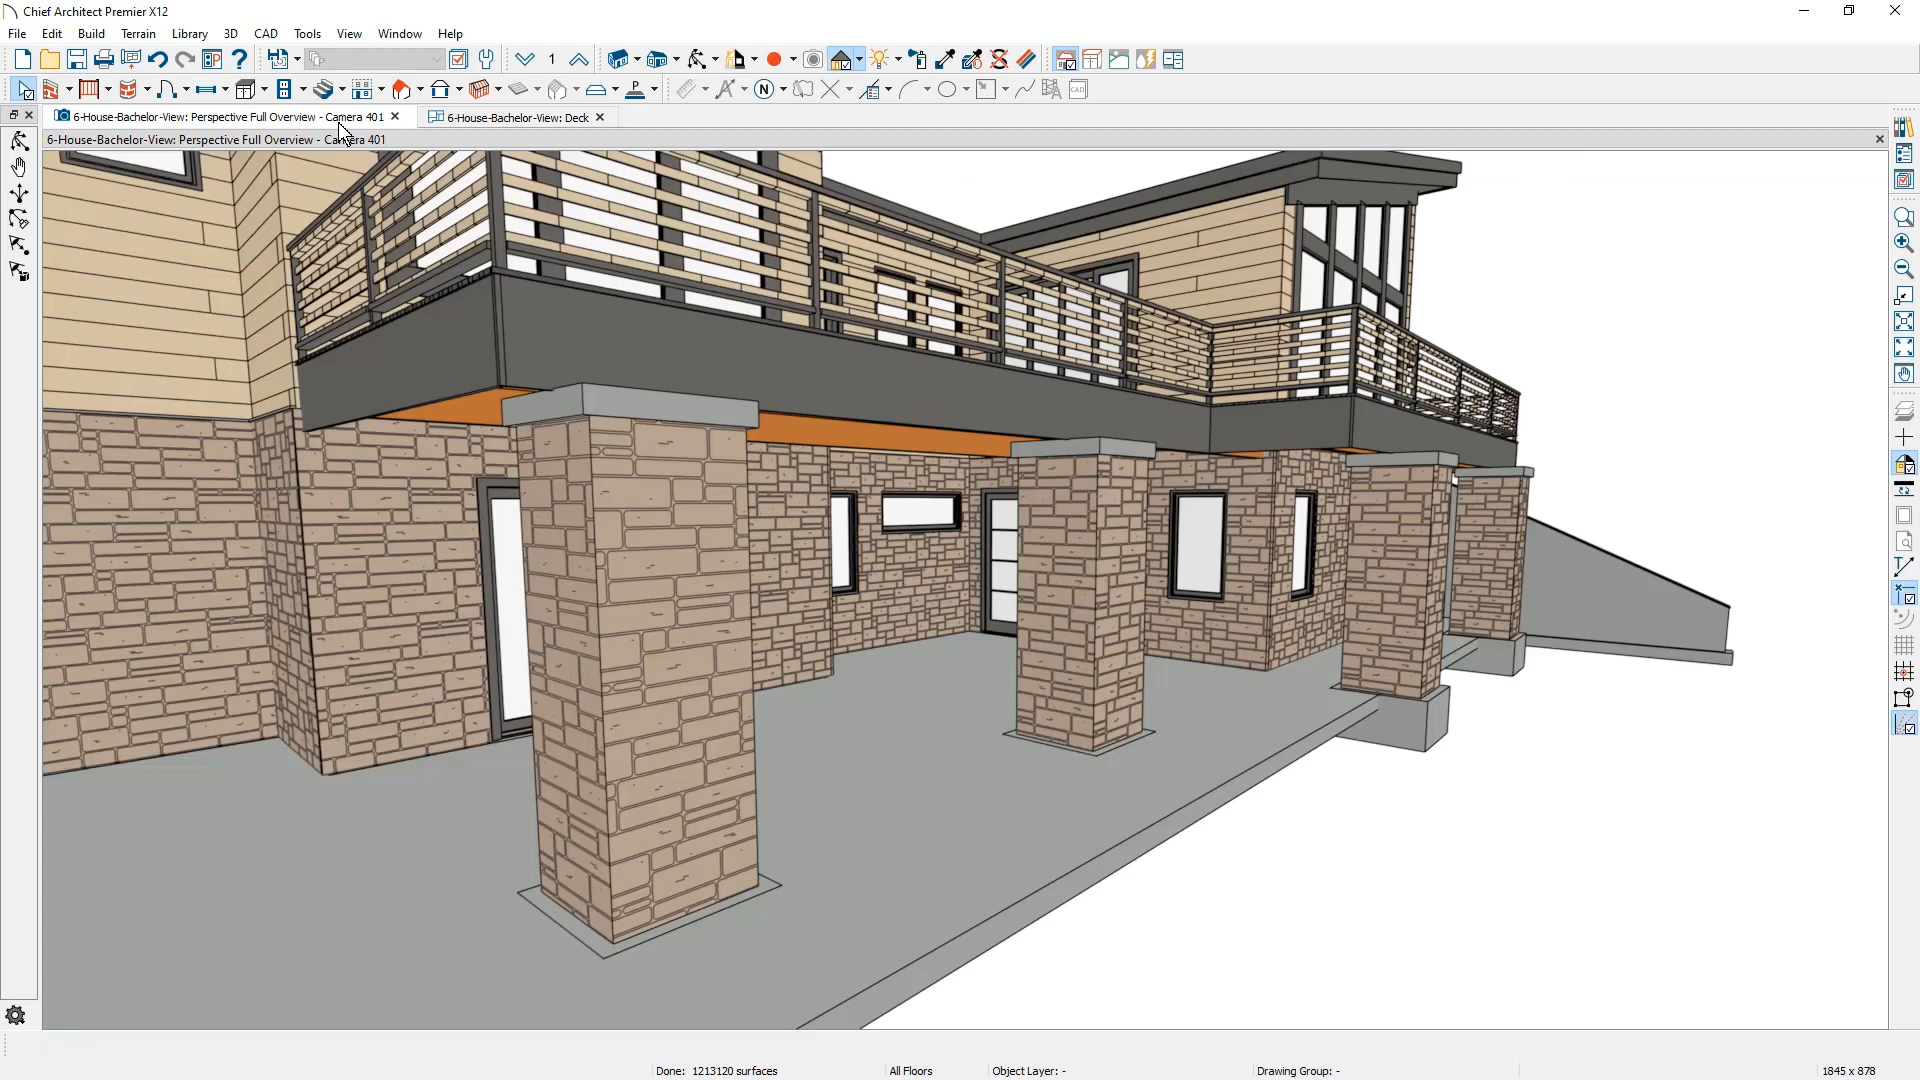 Chief Architect Premier X12
File Edit Build Terrain Library 3D CAD Tools View Window Help
1
N
P
CAD
6-House-Bachelor-View: Perspective Full Overview - Camera 401
6-House-Bachelor-View: Deck
6-House-Bachelor-View: Perspective Full Overview - Camera 401
Done: 1213120 surfaces
All Floors
Object Layer: -
Drawing Group: -
1845 x 878